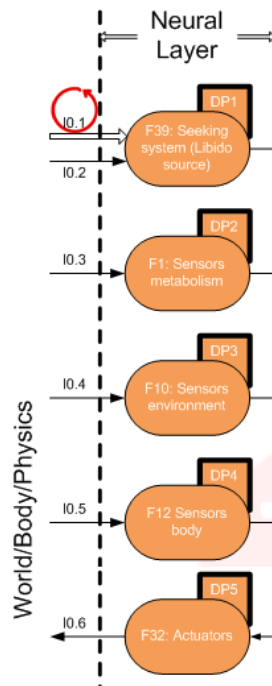 Neural
Layer
DP1
I0.1
F39: Seeking
system (Libido
source)
I0.2
DP2
I0.3
F1: Sensors
metabolism
DP3
I0.4
F10: Sensors
environment
World/Body/Physics
DP4
I0.5
F12 Sensors
body
DP5
I0.6
F32: Actuators